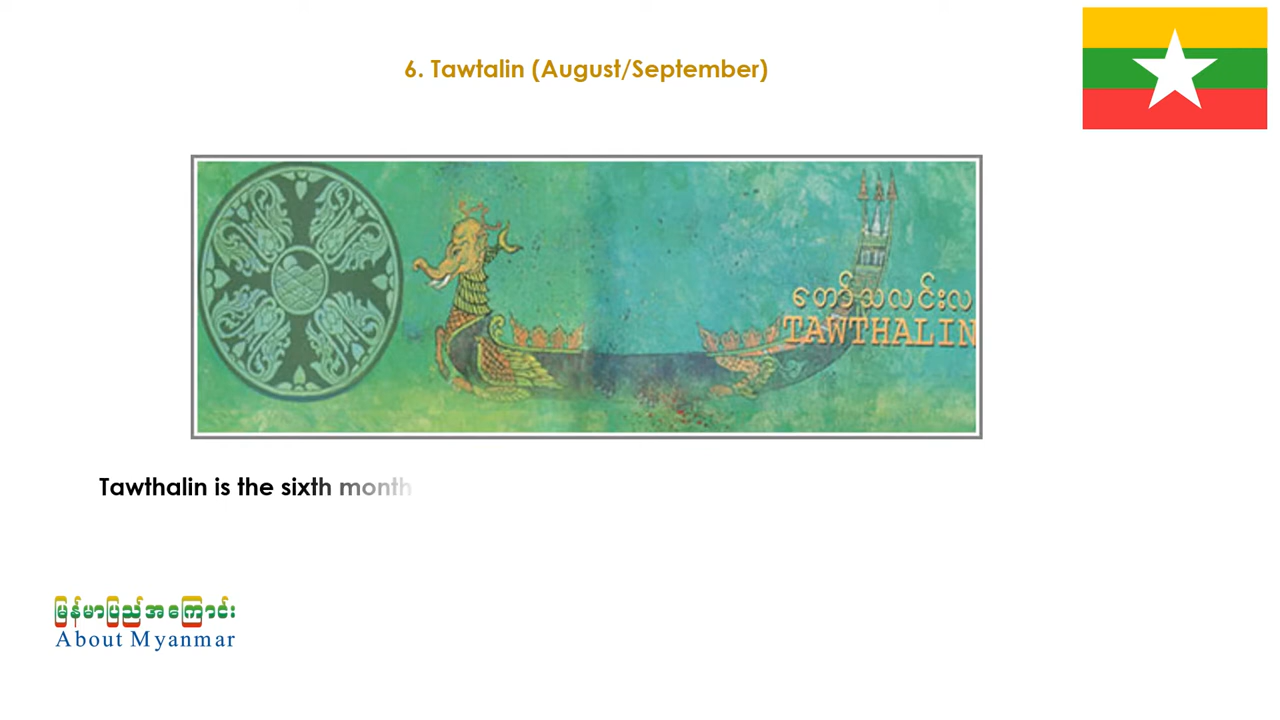 6. Tawtalin (August/September)
တော်သလင်းလ
TAWTHALIN
Tawthalin is the sixth month
မြန်မာပြည်အကြောင်း
About Myanmar